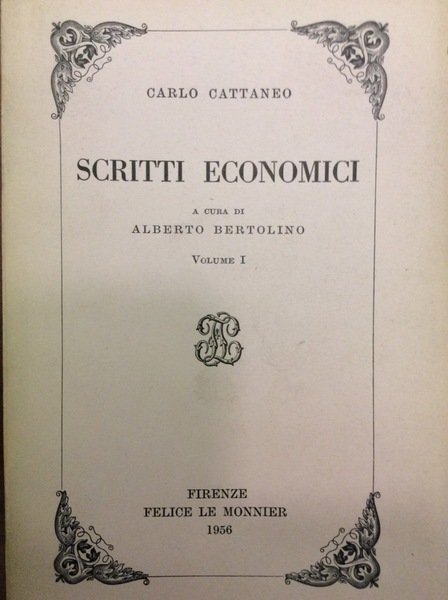 CARLO CATTANEO
SCRITTI ECONOMICI
A CURA DI
ALBERTO BERTOLINO
VOLUME I
FIRENZE
FELICE LE MONNIER
1956